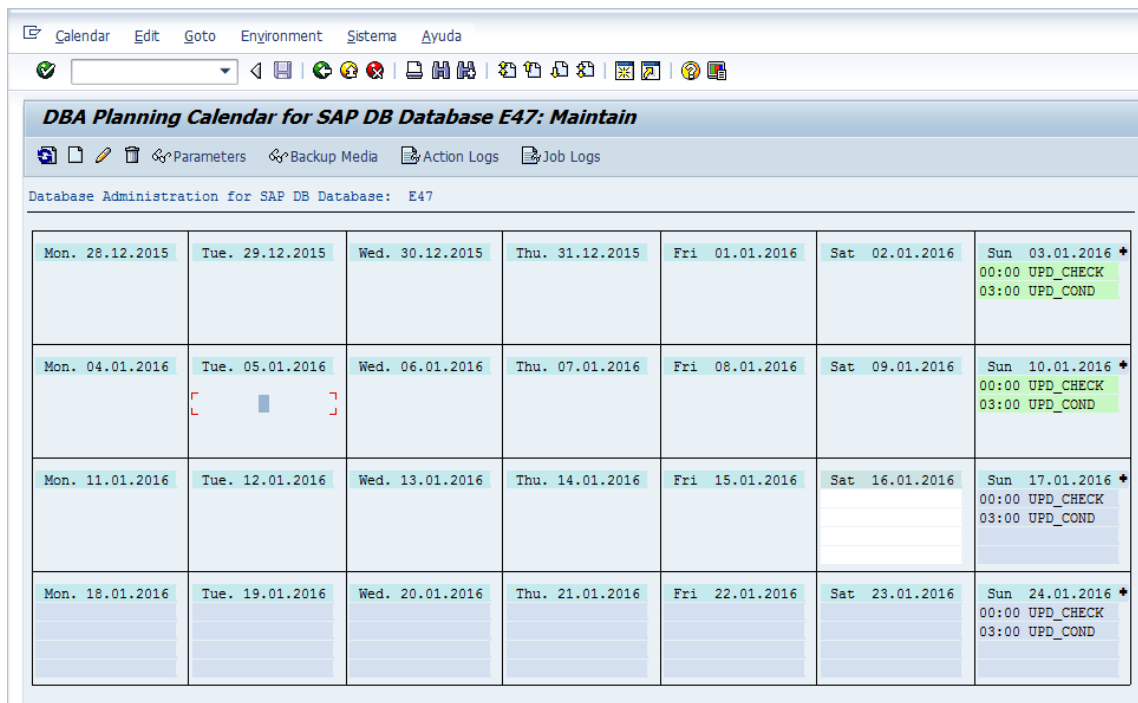 Calendar Edit Goto Environment Sistema Ayuda
DBA Planning Calendar for SAP DB Database E47: Maintain
Parameters Backup Media Action Logs Job Logs
Database Administration for SAP DB Database: E47
Mon. 28.12.2015 Tue. 29.12.2015 Wed. 30.12.2015 Thu. 31.12.2015 Fri 01.01.2016 Sat 02.01.2016 Sun 03.01.2016
00:00 UPD_CHECK
03:00 UPD_COND
Mon. 04.01.2016 Tue. 05.01.2016 Wed. 06.01.2016 Thu. 07.01.2016 Fri 08.01.2016 Sat 09.01.2016 Sun 10.01.2016
00:00 UPD_CHECK
03:00 UPD_COND
Mon. 11.01.2016 Tue. 12.01.2016 Wed. 13.01.2016 Thu. 14.01.2016 Fri 15.01.2016 Sat 16.01.2016 Sun 17.01.2016
00:00 UPD_CHECK
03:00 UPD_COND
Mon. 18.01.2016 Tue. 19.01.2016 Wed. 20.01.2016 Thu. 21.01.2016 Fri 22.01.2016 Sat 23.01.2016 Sun 24.01.2016
00:00 UPD_CHECK
03:00 UPD_COND